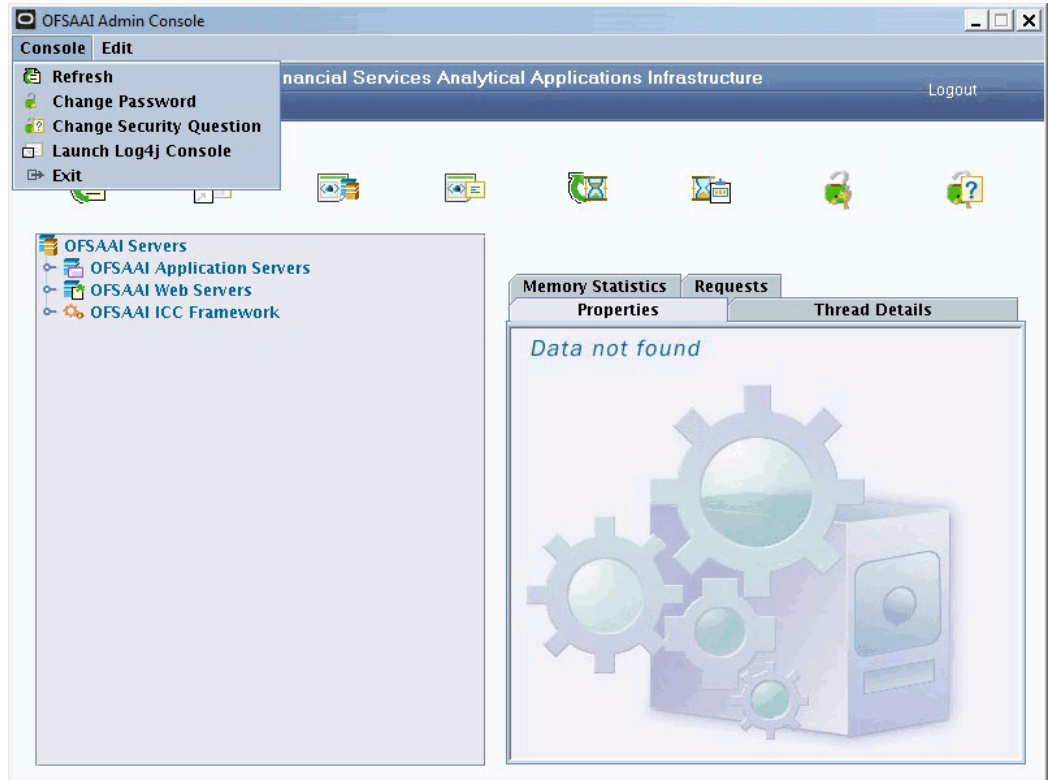 OFSAAI Admin Console
Console Edit
Refresh
Change Password
Change Security Question
Launch Log4j Console
Exit
nancial Services Analytical Applications Infrastructure
Logout
OFSAAI Servers
OFSAAI Application Servers
OFSAAI Web Servers
OFSAAI ICC Framework
Memory Statistics Requests
Properties Thread Details
Data not found